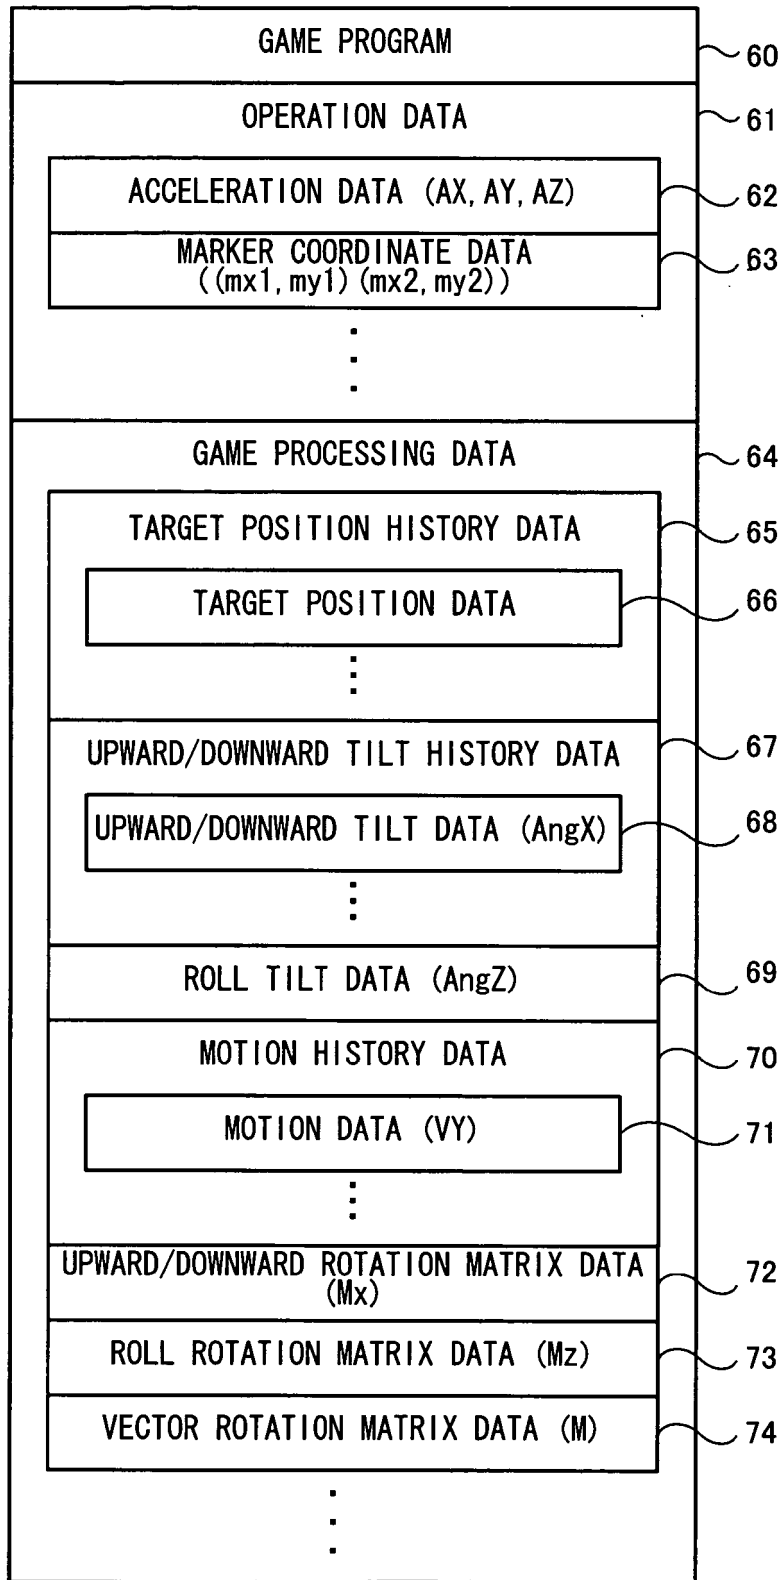 GAME PROGRAM
60
OPERATION DATA
61
ACCELERATION DATA (AX, AY, AZ)
62
MARKER COORDINATE DATA
((mx1, my1) (mx2, my2))
63
GAME PROCESSING DATA
64
TARGET POSITION HISTORY DATA
65
TARGET POSITION DATA
66
UPWARD/DOWNWARD TILT HISTORY DATA
67
UPWARD/DOWNWARD TILT DATA (AngX)
68
ROLL TILT DATA (AngZ)
69
MOTION HISTORY DATA
70
MOTION DATA (VY)
71
UPWARD/DOWNWARD ROTATION MATRIX DATA
(Mx)
72
ROLL ROTATION MATRIX DATA (Mz)
73
VECTOR ROTATION MATRIX DATA (M)
74